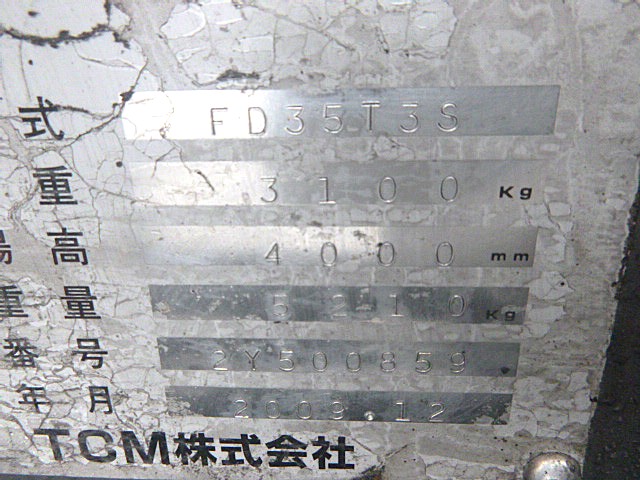 式 FD35T3S
重 3100 Kg
揚高 4000 mm
重量 5210 Kg
番号 2Y500859
年月 2009.12
TCM株式会社